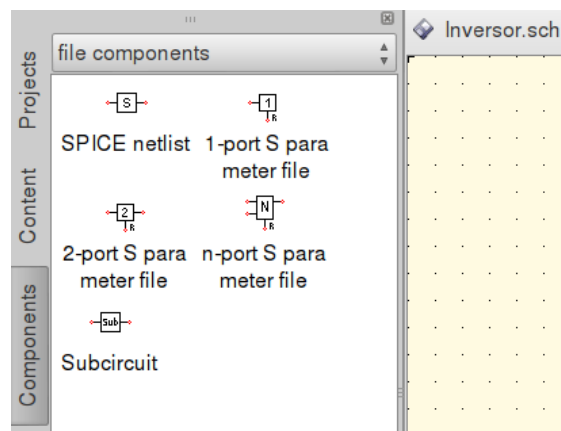 Inversor.sch
file components
Projects
Content
Components
S
SPICE netlist
1
R
1-port S para
meter file
2
R
2-port S para
meter file
N
R
n-port S para
meter file
Sub
Subcircuit